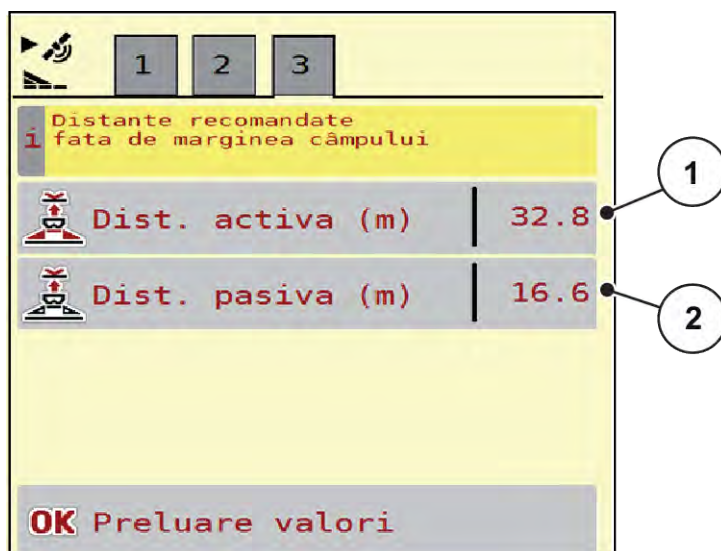 1 2 3
i Distante recomandate
fata de marginea câmpului
Dist. activa (m) 32.8
1
Dist. pasiva (m) 16.6
2
OK Preluare valori